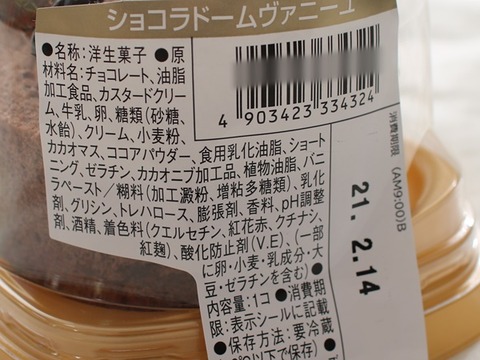 ショコラドームヴァニーユ
●名称:洋生菓子 ●原
材料名:チョコレート、油脂
加工食品、カスタードクリー
ム、牛乳、卵、糖類(砂糖、
水飴)、クリーム、小麦粉、
カカオマス、ココアパウダー、食用乳化油脂、ショート
ニング、ゼラチン、カカオニブ加工品、植物油脂、バニ
ラペースト/糊料(加工澱粉、増粘多糖類)、乳化
剤、グリシン、トレハロース、膨張剤、香料、pH調整
剤、酒精、着色料(クエルセチン、紅花赤、クチナシ、
紅麹)、酸化防止剤(V.E)、(一部
に卵・小麦・乳成分・大
豆・ゼラチンを含む)●
内容量:1コ ●消費期
限:表示シールに記載
●保存方法:要冷蔵
℃以下で保存)
4 903423 334324
消費期限
(AM9:00)B
21. 2.14